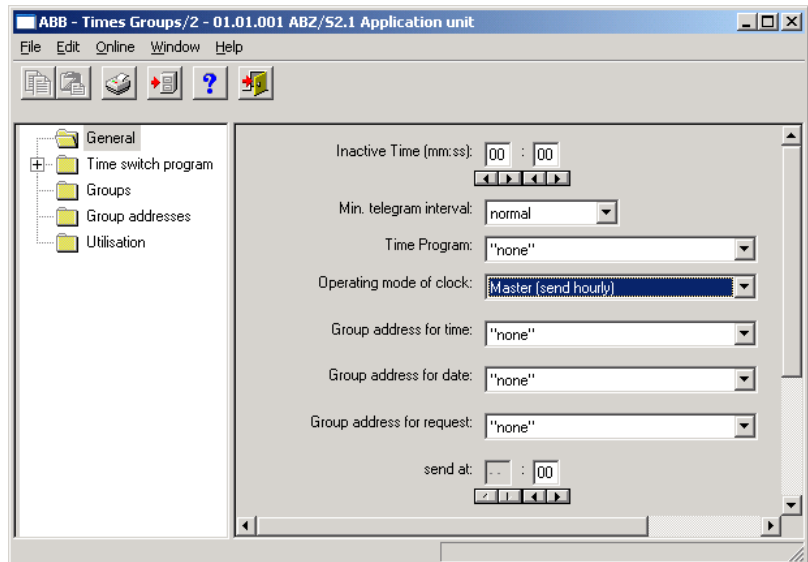 ABB - Times Groups/2 - 01.01.001 ABZ/S2.1 Application unit
File Edit Online Window Help
General
Time switch program
Groups
Group addresses
Utilisation
Inactive Time (mm:ss): 00 : 00
Min. telegram interval: normal
Time Program: "none"
Operating mode of clock: Master (send hourly)
Group address for time: "none"
Group address for date: "none"
Group address for request: "none"
send at: -- : 00